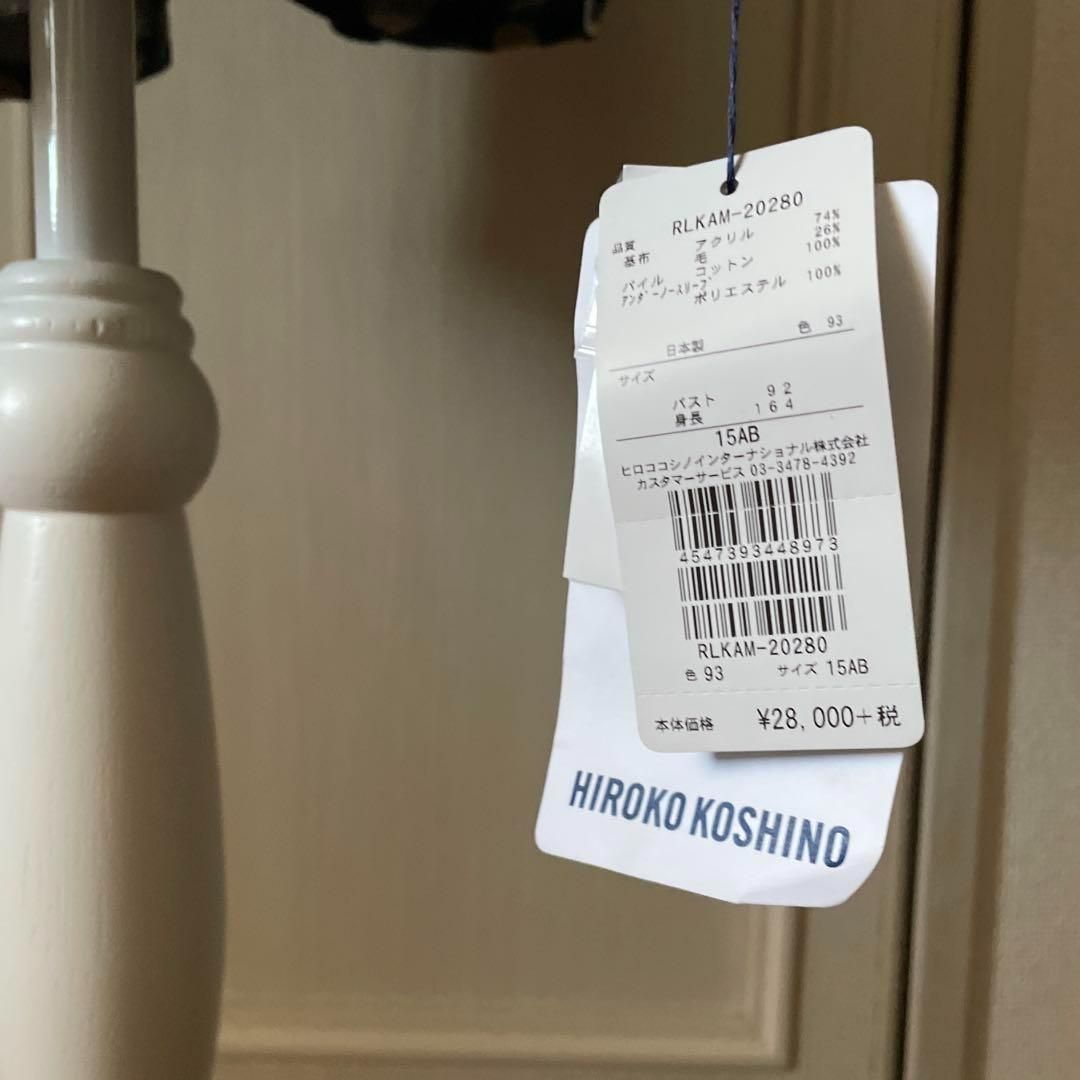 RLKAM-20280
品質 アクリル 74%
基布 毛 26%
パイル コットン 100%
アンダーノースリーブ ポリエステル 100%
色 93
日本製
サイズ
バスト 92
身長 164
15AB
ヒロココシノインターナショナル株式会社
カスタマーサービス 03-3478-4392
4547393448973
RLKAM-20280
色 93 サイズ 15AB
本体価格 ¥28,000+税
HIROKO KOSHINO